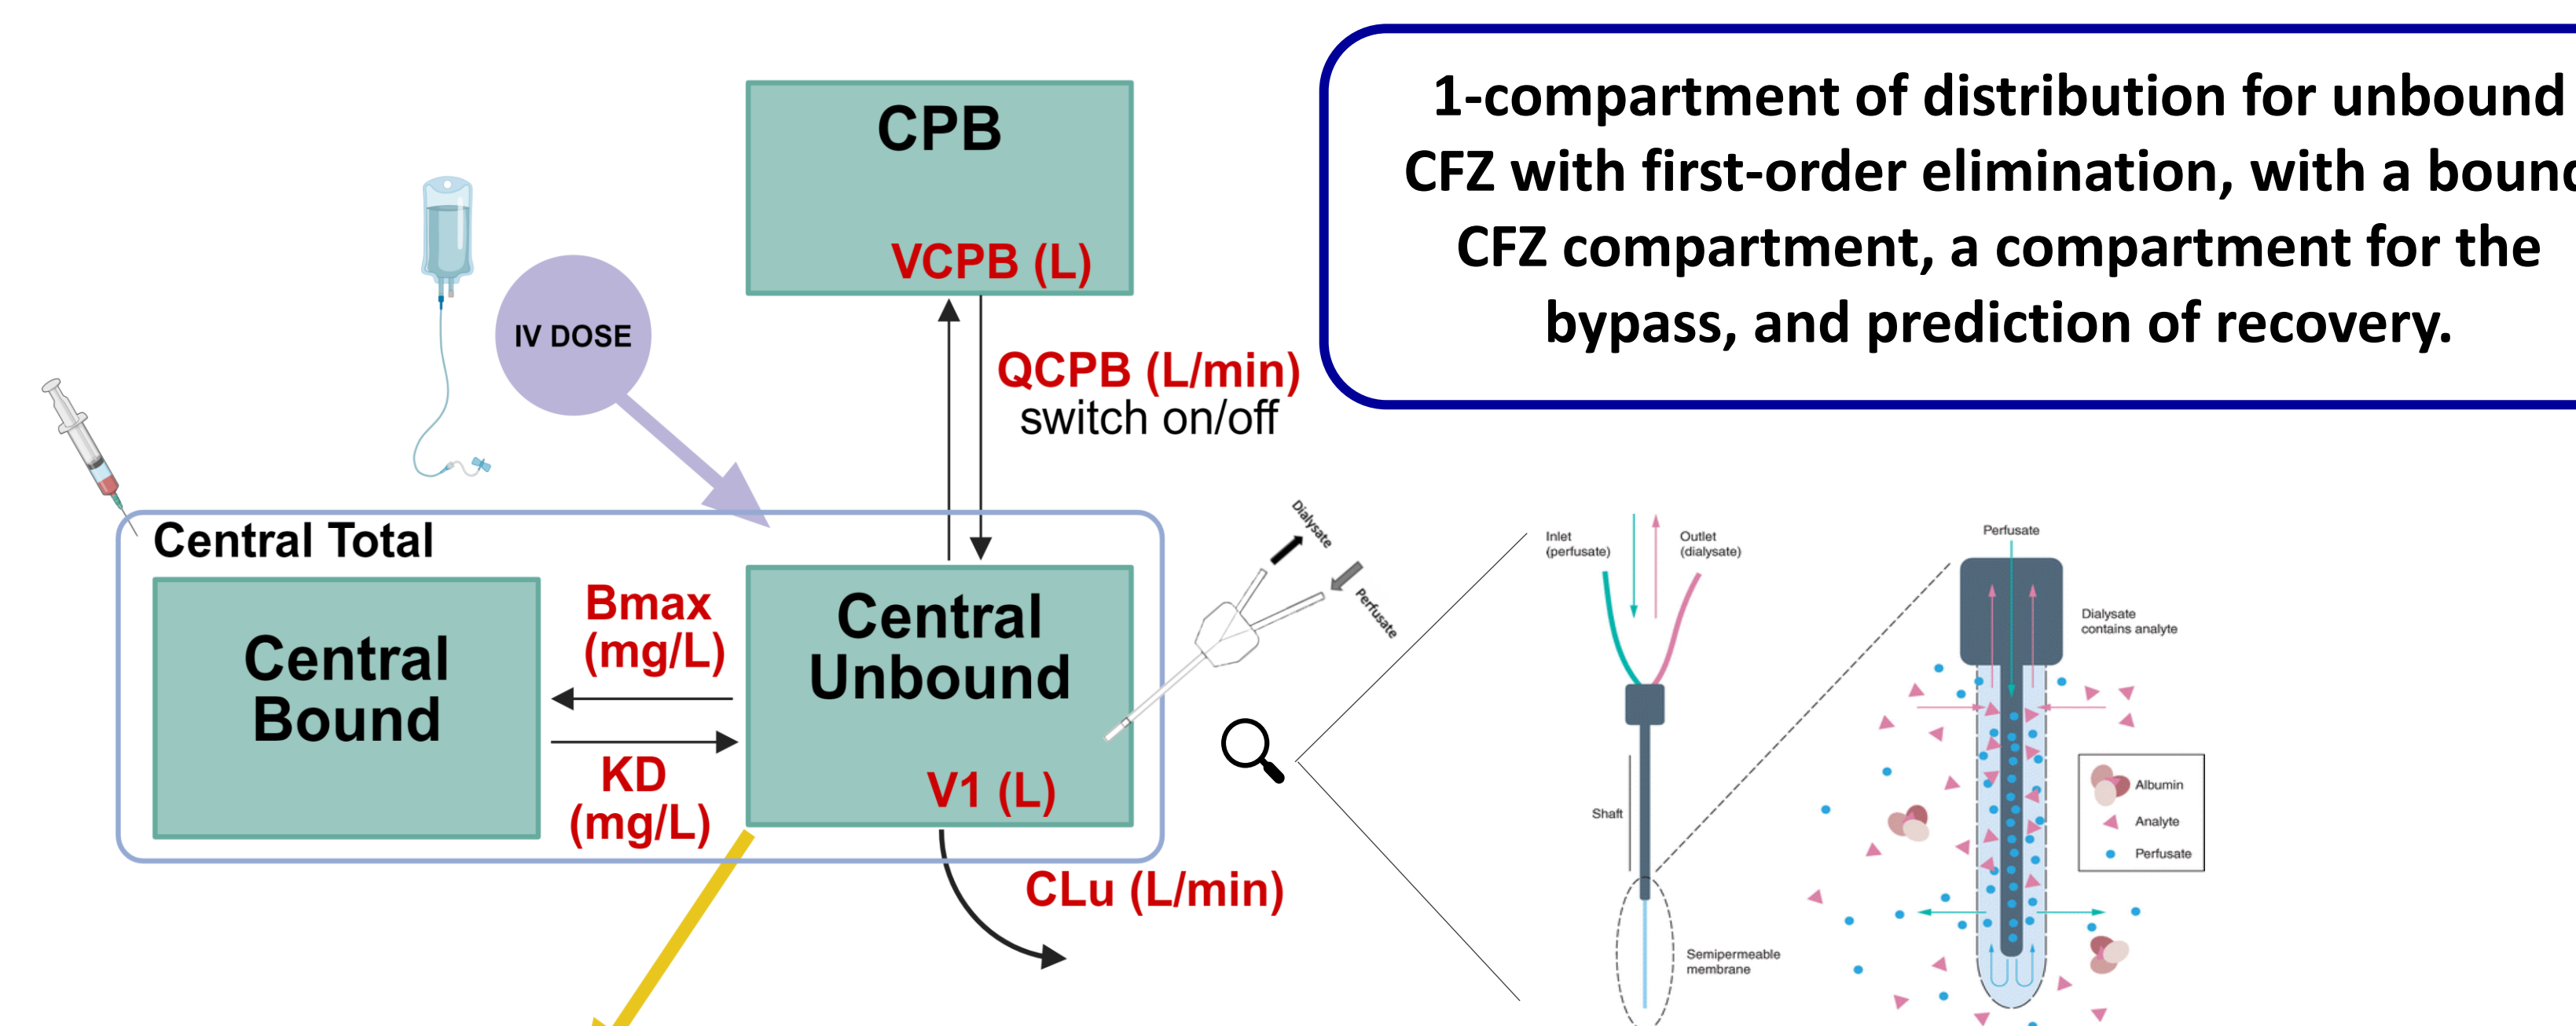 1-compartment of distribution for unbound
CFZ with first-order elimination, with a bound
CFZ compartment, a compartment for the
bypass, and prediction of recovery.
CPB
VCPB (L)
IV DOSE
QCPB (L/min)
switch on/off
Central Total
Central
Bound
Bmax
(mg/L)
KD
(mg/L)
Central
Unbound
V1 (L)
CLu (L/min)
Dialysate
Perfusate
Inlet
(perfusate)
Outlet
(dialysate)
Shaft
Semipermeable
membrane
Perfusate
Dialysate
contains analyte
Albumin
Analyte
Perfusate